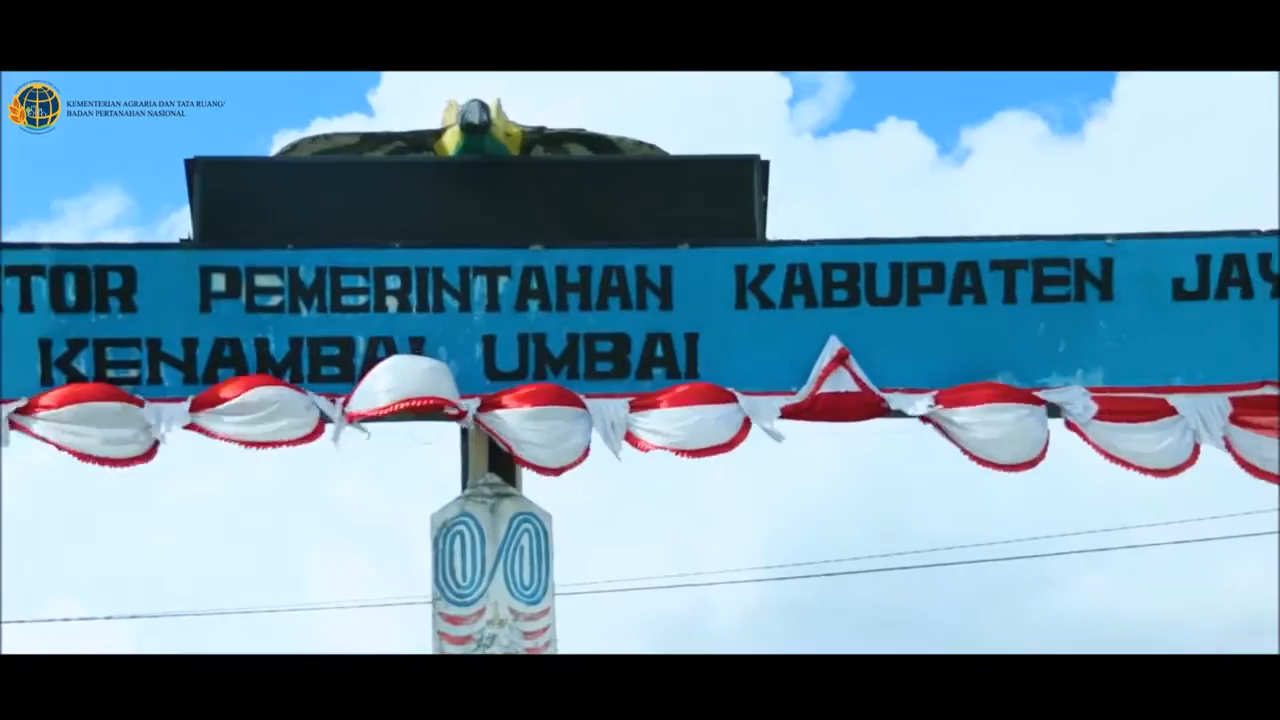 KEMENTERIAN AGRARIA DAN TATA RUANG/
BADAN PERTANAHAN NASIONAL
TOR PEMERINTAHAN KABUPATEN JAY
KENAMBAI UMBAI